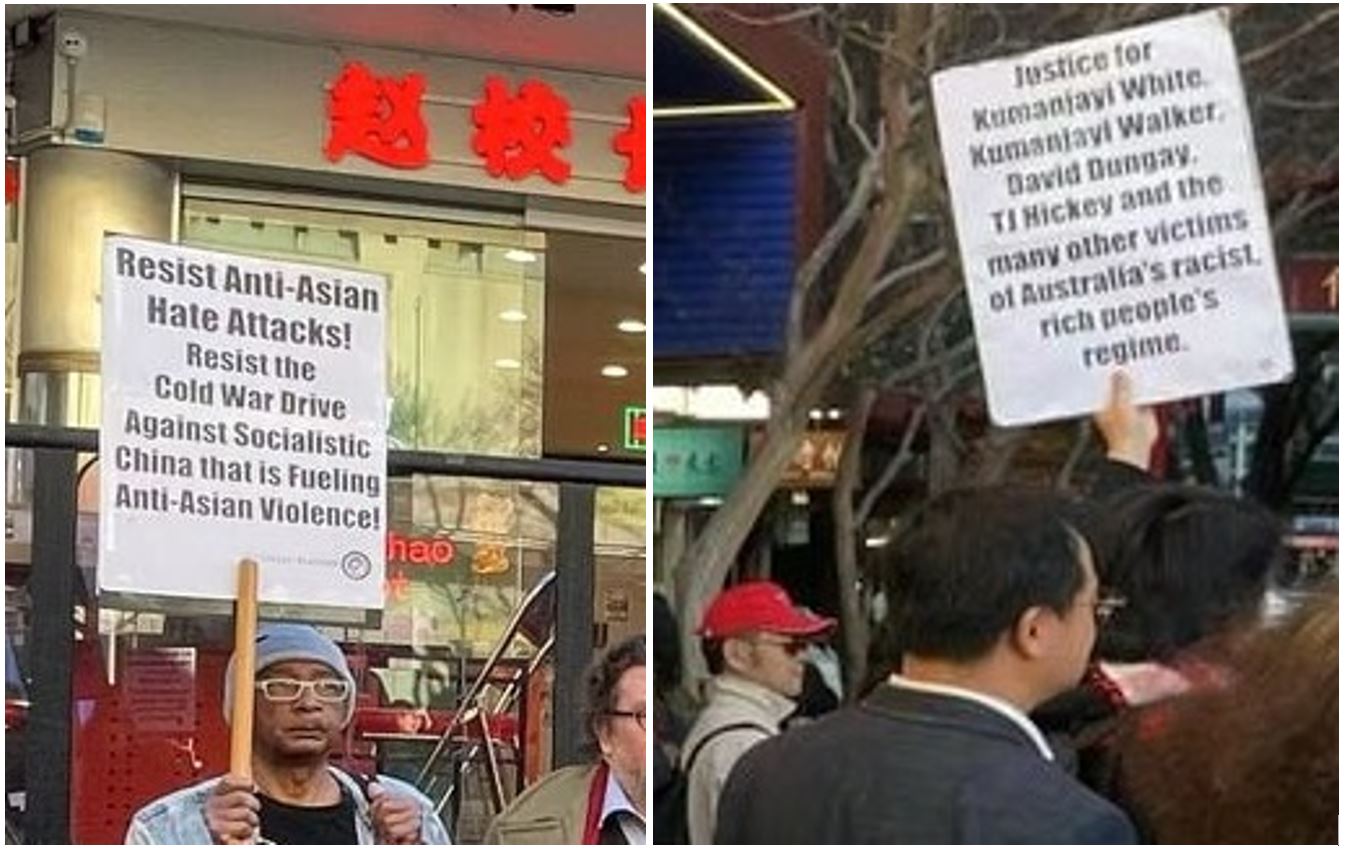 赵校
Resist Anti-Asian
Hate Attacks!
Resist the
Cold War Drive
Against Socialistic
China that is Fueling
Anti-Asian Violence!
hao
Justice for
Kumanjayi White,
Kumanjayi Walker,
David Dungay,
TJ Hickey and the
many other victims
of Australia's racist,
rich people's
regime.